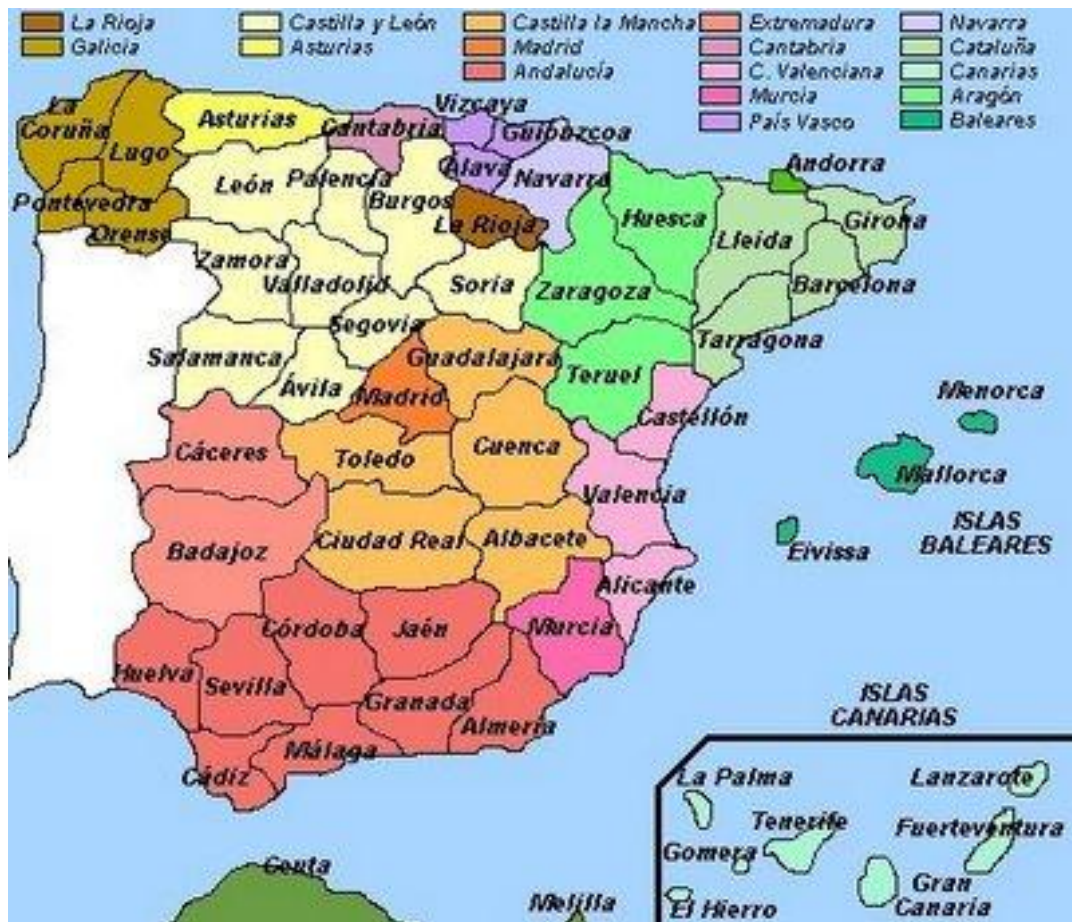 La Rioja
Galicia
Castilla y León
Asturias
Castilla la Mancha
Madrid
Andalucía
Extremadura
Cantabria
C. Valenciana
Murcia
País Vasco
Navarra
Cataluña
Canarias
Aragón
Baleares
La
Coruña
Lugo
Asturias
Cantabria
Vizcaya
Guipúzcoa
Álava
Navarra
Andorra
Pontevedra
Orense
León
Palencia
Burgos
La Rioja
Huesca
Lleida
Girona
Zamora
Valladolid
Soria
Zaragoza
Barcelona
Segovia
Tarragona
Salamanca
Ávila
Madrid
Guadalajara
Teruel
Castellón
Menorca
Mallorca
Cáceres
Toledo
Cuenca
Valencia
Eivissa
ISLAS
BALEARES
Badajoz
Ciudad Real
Albacete
Alicante
Córdoba
Jaén
Murcia
Huelva
Sevilla
Granada
Almería
Málaga
Cádiz
ISLAS
CANARIAS
La Palma
Lanzarote
Tenerife
Fuerteventura
Gomera
Gran
Canaria
El Hierro
Ceuta
Melilla